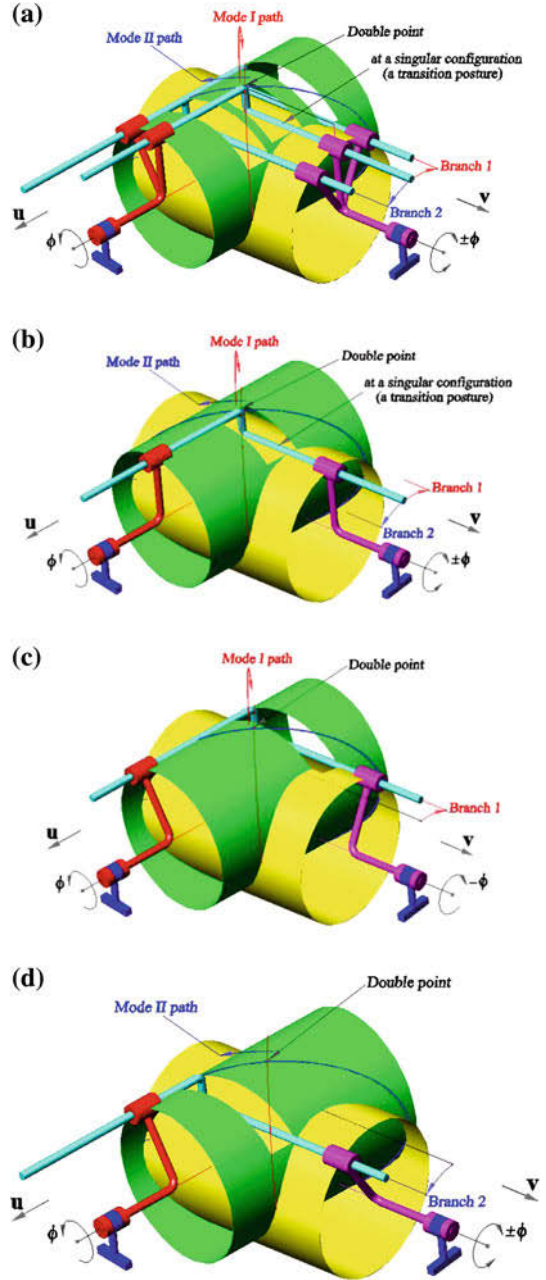 (a)
Mode I path
Mode II path
Double point
at a singular configuration
(a transition posture)
Branch 1
Branch 2
u
v
ϕ
±ϕ
(b)
Mode I path
Mode II path
Double point
at a singular configuration
(a transition posture)
Branch 1
Branch 2
u
v
ϕ
±ϕ
(c)
Mode I path
Double point
Branch 1
u
v
ϕ
-ϕ
(d)
Double point
Mode II path
Branch 2
u
v
ϕ
±ϕ